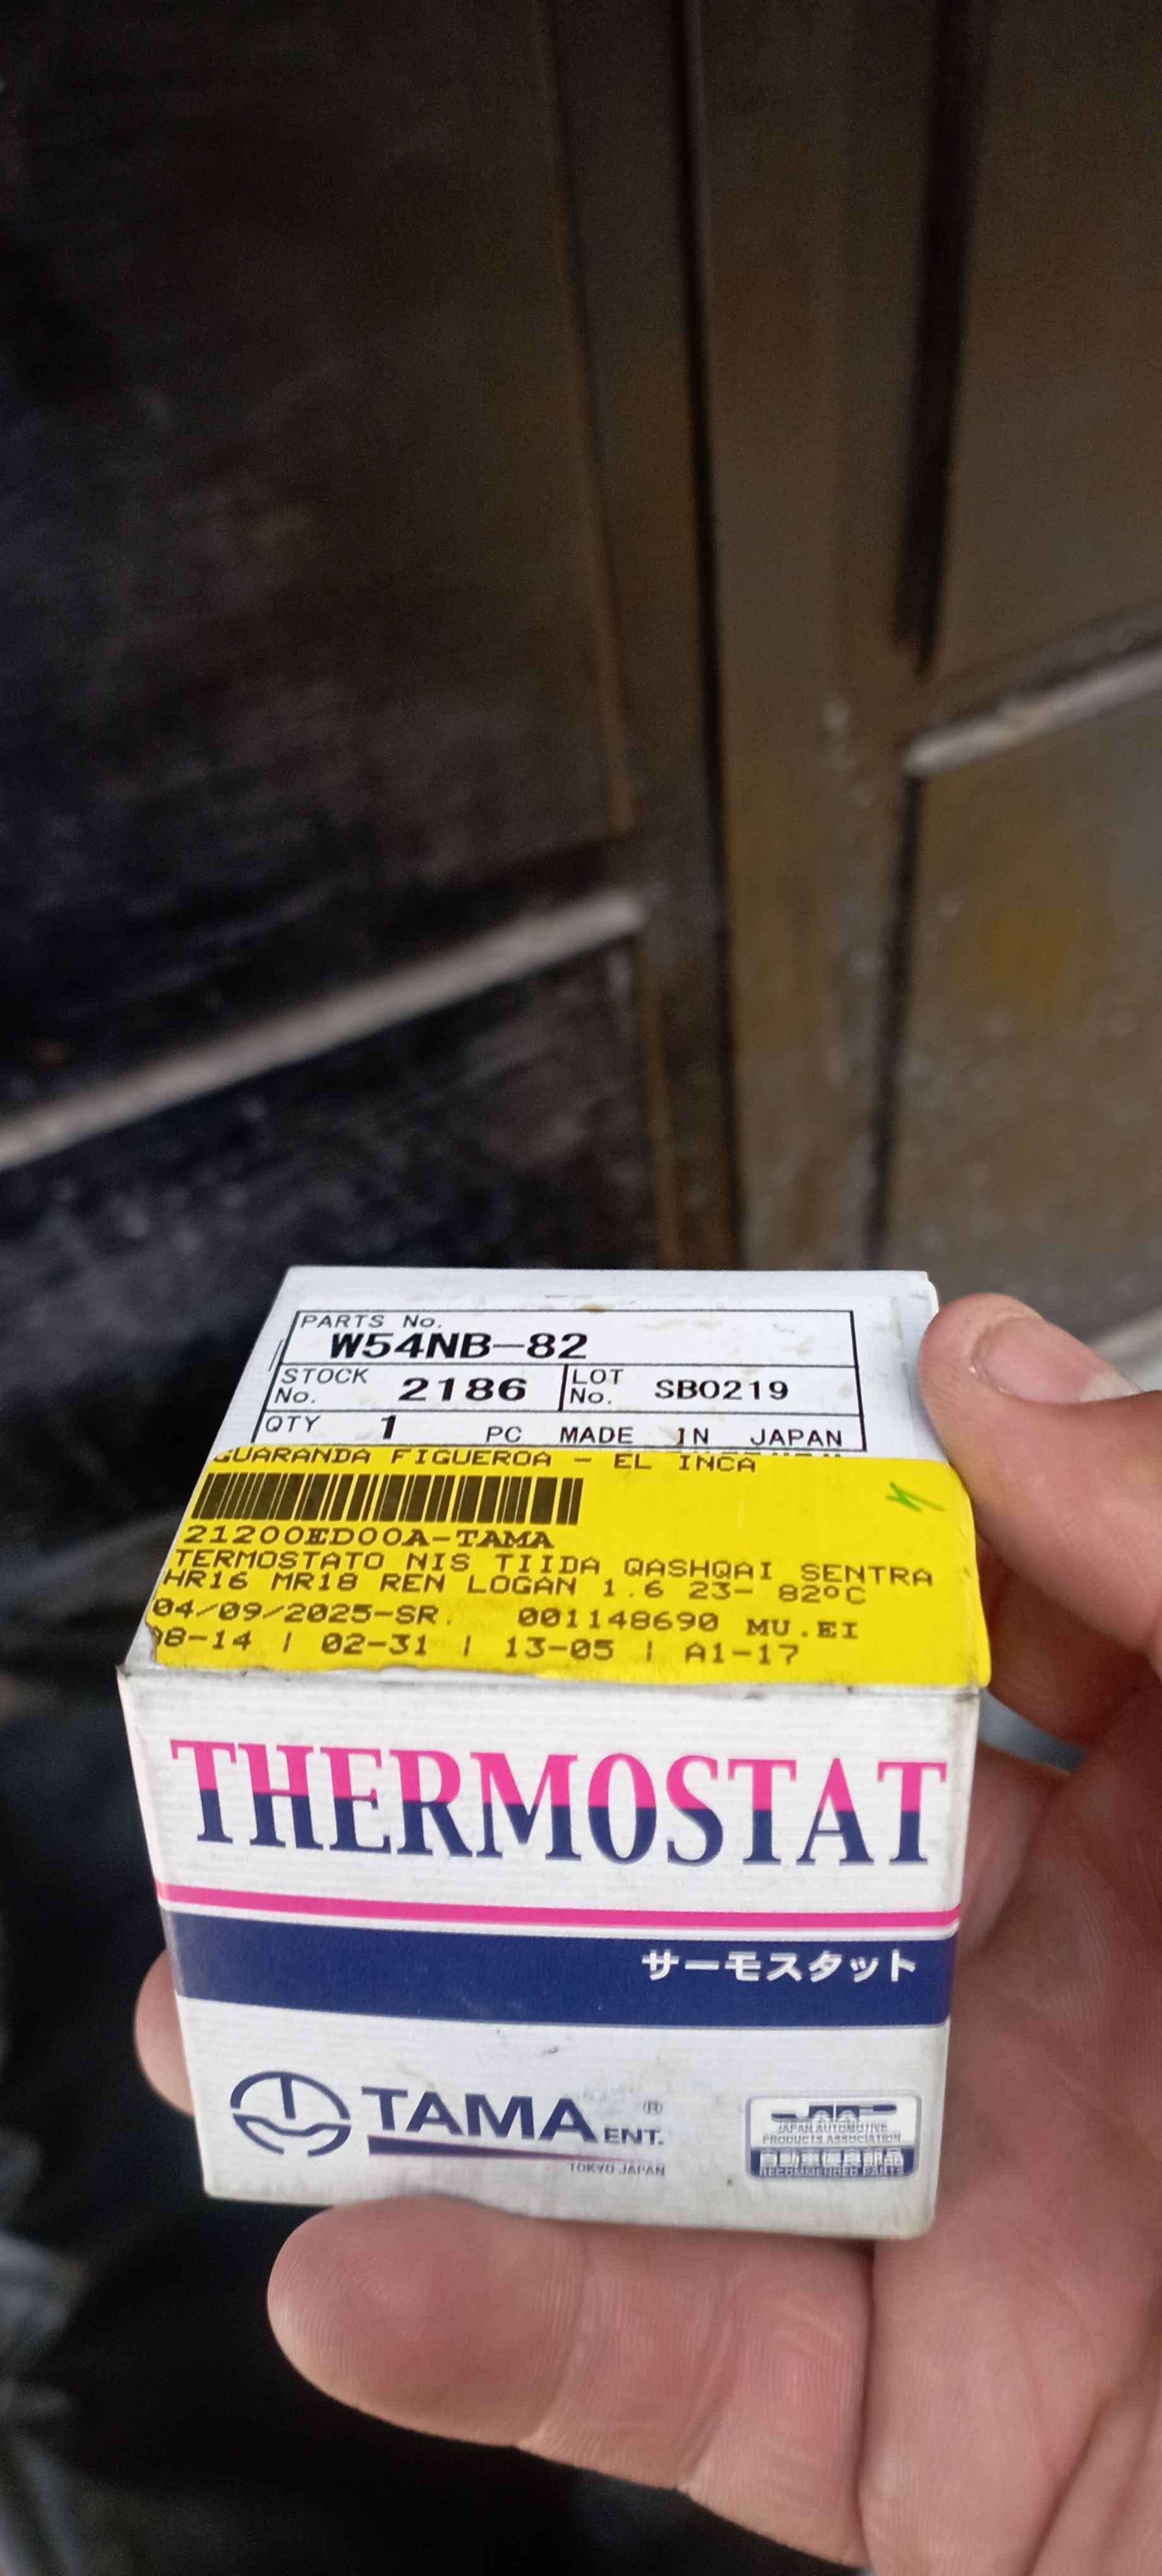 PARTS No.
W54NB-82
STOCK No. 2186 LOT No. SB0219
QTY 1 PC MADE IN JAPAN
GUARANDA FIGUEROA - EL INCA
21200ED00A-TAMA
TERMOSTATO NIS TIIDA QASHQAI SENTRA
HR16 MR18 REN LOGAN 1.6 23- 82ºC
04/09/2025-SR. 001148690 MU.EI
08-14 | 02-31 | 13-05 | A1-17
THERMOSTAT
サーモスタット
TAMA ® ENT.
TOKYO JAPAN
JAPAN AUTOMOTIVE
PRODUCTS ASSOCIATION
自動車優良部品
RECOMMENDED PARTS